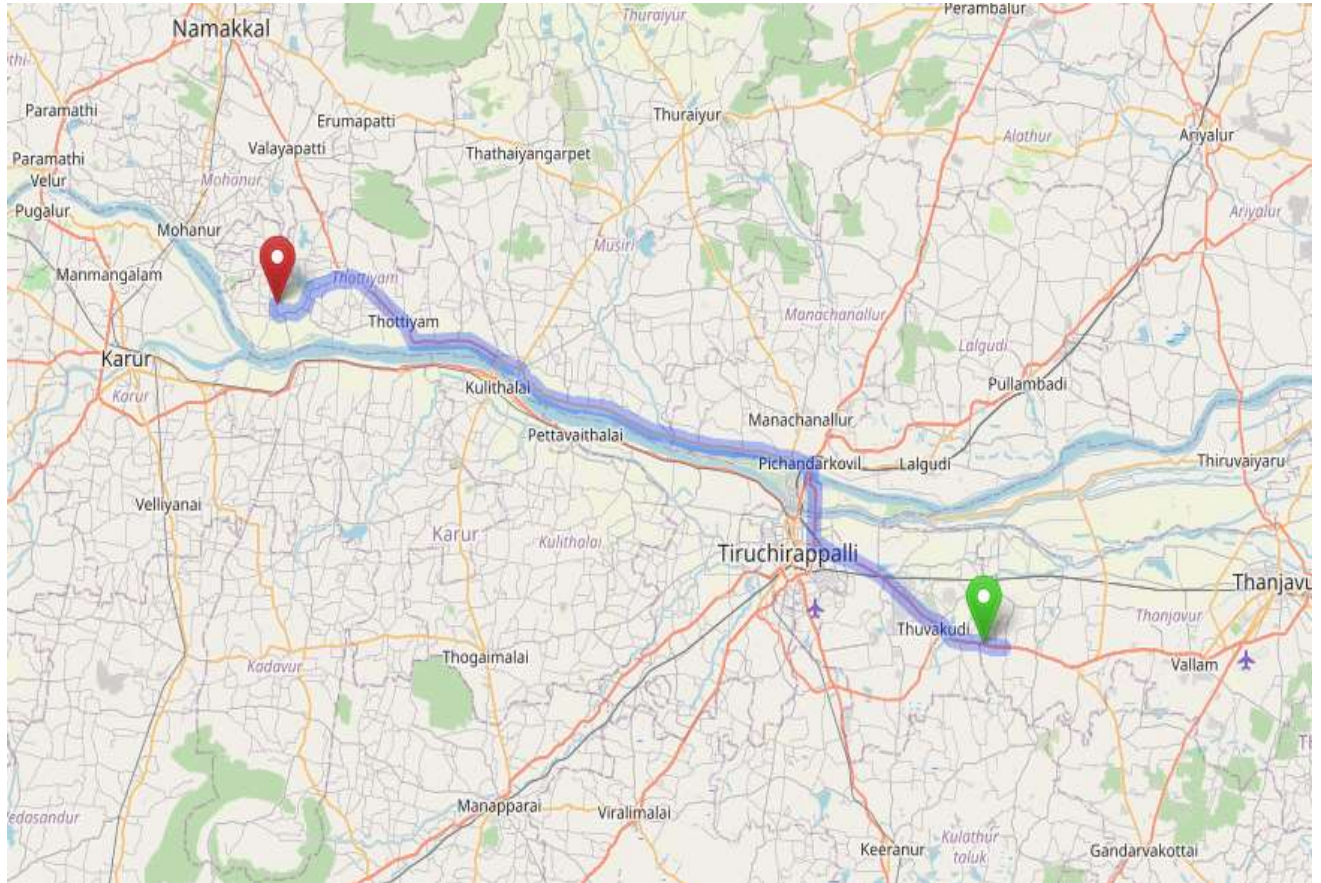 Thuraiyur
Perambalur
Namakkal
Paramathi
Erumapatti
Thuraiyur
Alathur
Ariyalur
Valayapatti
Thathaiyangarpet
Paramathi
Velur
Mohanur
Pugalur
Ariyalur
Mohanur
Musiri
Manmangalam
Thottiyam
Thottiyam
Manachanallur
Lalgudi
Karur
Karur
Kulithalai
Pullambadi
Manachanallur
Pettavaithalai
Pichandarkovil
Lalgudi
Thiruvaiyaru
Velliyanai
Karur
Kulithalai
Tiruchirappalli
Thanjavu
Thanjavur
Thuvakudi
Kadavur
Thogaimalai
Vallam
Manapparai
Viralimalai
edasandur
Keeranur
Kulathur
taluk
Gandarvakottai